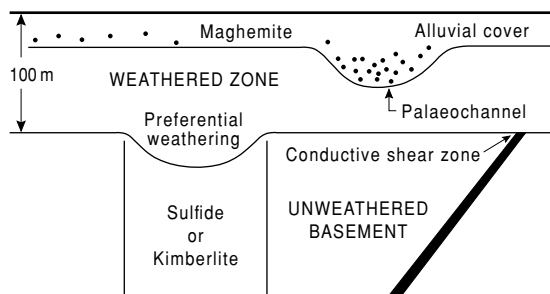 Maghemite
Alluvial cover
100 m
WEATHERED ZONE
Palaeochannel
Preferential
weathering
Conductive shear zone
Sulfide
or
Kimberlite
UNWEATHERED
BASEMENT